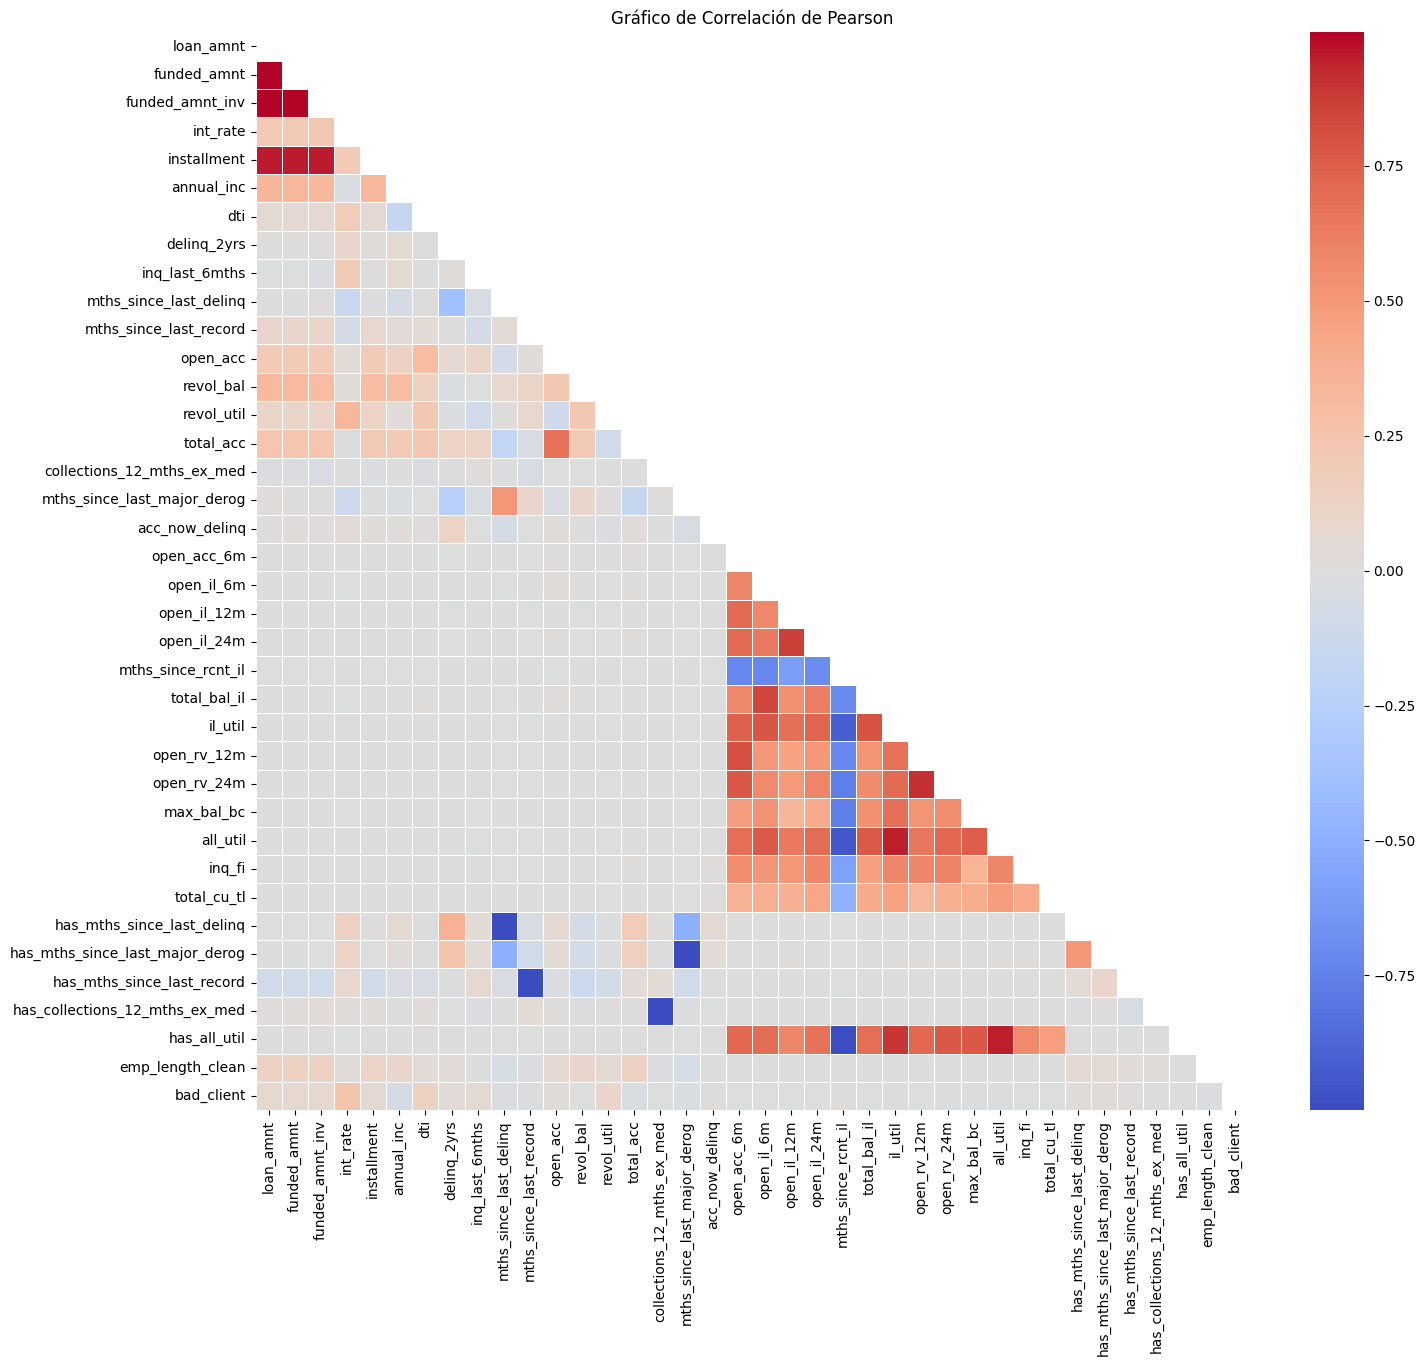 Gráfico de Correlación de Pearson
loan_amnt
funded_amnt
funded_amnt_inv
int_rate
installment
annual_inc
dti
delinq_2yrs
inq_last_6mths
mths_since_last_delinq
mths_since_last_record
open_acc
revol_bal
revol_util
total_acc
collections_12_mths_ex_med
mths_since_last_major_derog
acc_now_delinq
open_acc_6m
open_il_6m
open_il_12m
open_il_24m
mths_since_rcnt_il
total_bal_il
il_util
open_rv_12m
open_rv_24m
max_bal_bc
all_util
inq_fi
total_cu_tl
has_mths_since_last_delinq
has_mths_since_last_major_derog
has_mths_since_last_record
has_collections_12_mths_ex_med
has_all_util
emp_length_clean
bad_client
loan_amnt
funded_amnt
funded_amnt_inv
int_rate
installment
annual_inc
dti
delinq_2yrs
inq_last_6mths
mths_since_last_delinq
mths_since_last_record
open_acc
revol_bal
revol_util
total_acc
collections_12_mths_ex_med
mths_since_last_major_derog
acc_now_delinq
open_acc_6m
open_il_6m
open_il_12m
open_il_24m
mths_since_rcnt_il
total_bal_il
il_util
open_rv_12m
open_rv_24m
max_bal_bc
all_util
inq_fi
total_cu_tl
has_mths_since_last_delinq
has_mths_since_last_major_derog
has_mths_since_last_record
has_collections_12_mths_ex_med
has_all_util
emp_length_clean
bad_client
0.75
0.50
0.25
0.00
−0.25
−0.50
−0.75